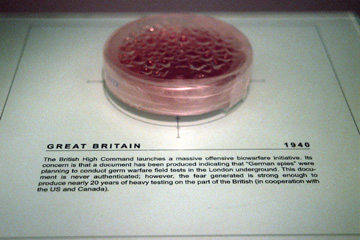 GREAT BRITAIN 1940
The British High Command launches a massive offensive biowarfare initiative. Its
concern is that a document has been produced indicating that "German spies" were
planning to conduct germ warfare field tests in the London underground. This docu-
ment is never authenticated; however, the fear generated is strong enough to
produce nearly 20 years of heavy testing on the part of the British (in cooperation with
the US and Canada).